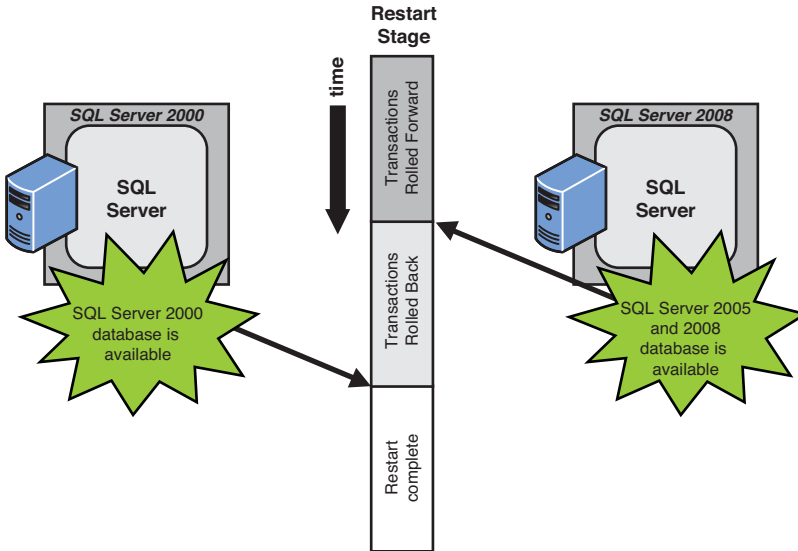 Restart
Stage
time
SQL Server 2000
SQL
Server
SQL Server 2000
database is
available
Transactions
Rolled Forward
Transactions
Rolled Back
Restart
complete
SQL Server 2008
SQL
Server
SQL Server 2005
and 2008
database is
available